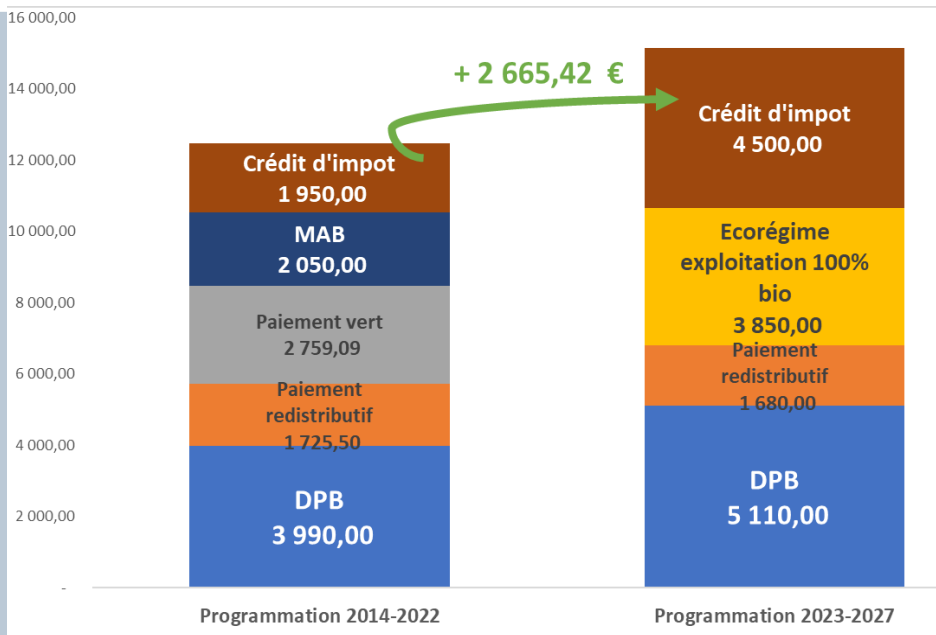 16 000,00
14 000,00
12 000,00
10 000,00
8 000,00
6 000,00
4 000,00
2 000,00
-
+ 2 665,42 €
Crédit d'impot
1 950,00
MAB
2 050,00
Paiement vert
2 759,09
Paiement
redistributif
1 725,50
DPB
3 990,00
Crédit d'impot
4 500,00
Ecorégime
exploitation 100%
bio
3 850,00
Paiement
redistributif
1 680,00
DPB
5 110,00
Programmation 2014-2022
Programmation 2023-2027